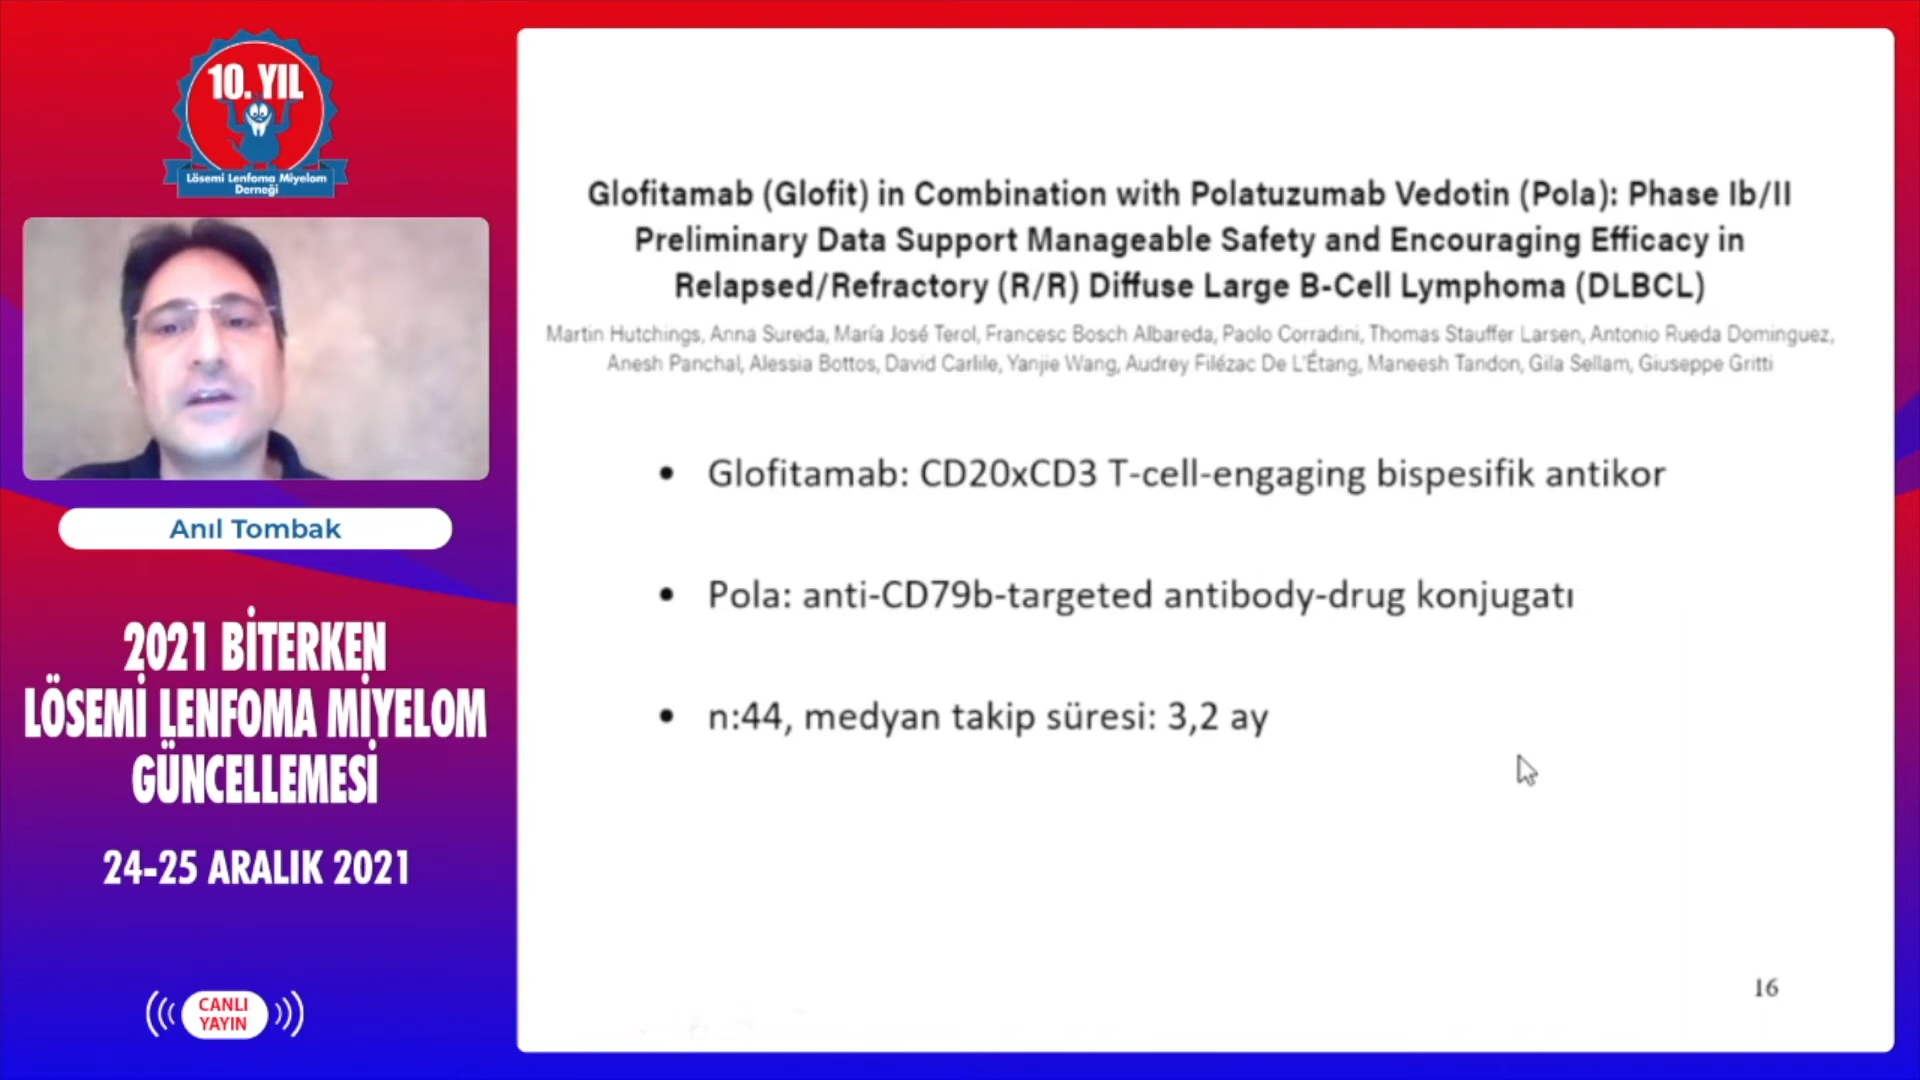 10. YIL
Lösemi Lenfoma Miyelom
Derneği
Anıl Tombak
2021 BİTERKEN
LÖSEMİ LENFOMA MİYELOM
GÜNCELLEMESİ
24-25 ARALIK 2021
CANLI
YAYIN
Glofitamab (Glofit) in Combination with Polatuzumab Vedotin (Pola): Phase Ib/II
Preliminary Data Support Manageable Safety and Encouraging Efficacy in
Relapsed/Refractory (R/R) Diffuse Large B-Cell Lymphoma (DLBCL)
Martin Hutchings, Anna Sureda, María José Terol, Francesc Bosch Albareda, Paolo Corradini, Thomas Stauffer Larsen, Antonio Rueda Dominguez,
Anesh Panchal, Alessia Bottos, David Carlile, Yanjie Wang, Audrey Filézac De L'Étang, Maneesh Tandon, Gila Sellam, Giuseppe Gritti
• Glofitamab: CD20xCD3 T-cell-engaging bispesifik antikor
• Pola: anti-CD79b-targeted antibody-drug konjugatı
• n:44, medyan takip süresi: 3,2 ay
16